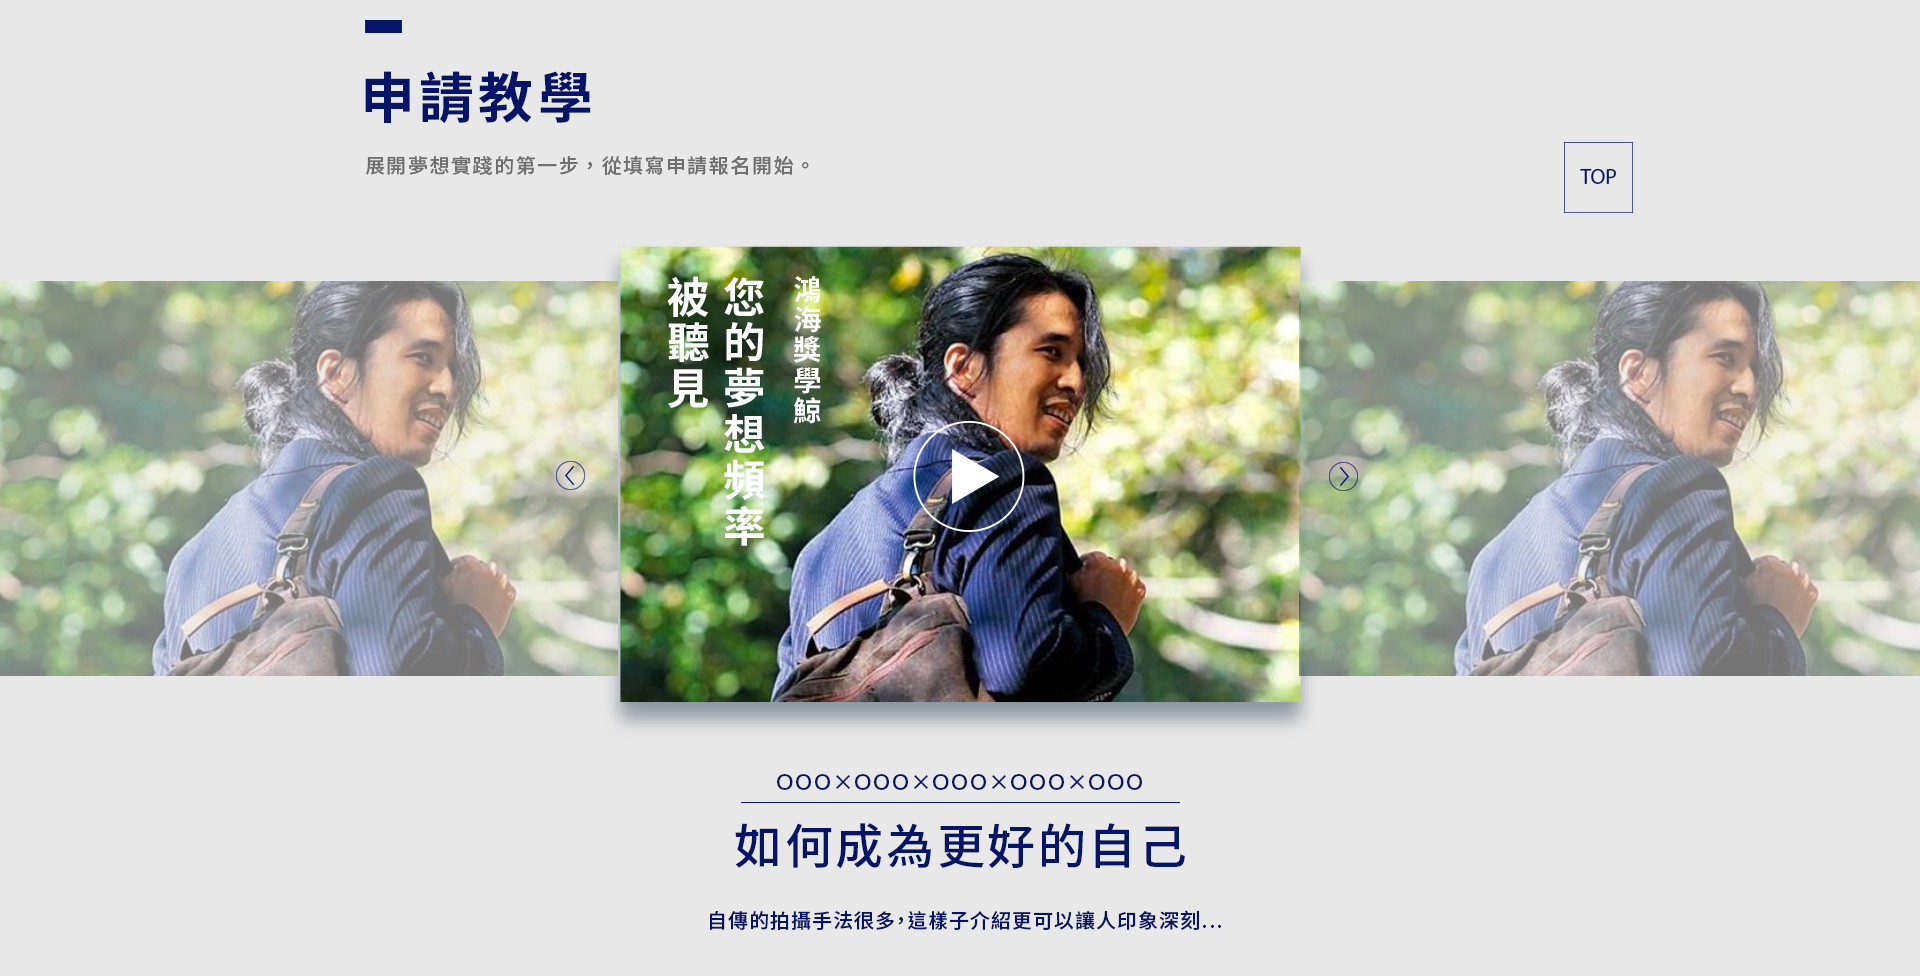 申請教學
展開夢想實踐的第一步，從填寫申請報名開始。
TOP
鴻海獎學鯨
您的夢想頻率
被聽見
OOO×OOO×OOO×OOO×OOO
如何成為更好的自己
自傳的拍攝手法很多，這樣子介紹更可以讓人印象深刻...